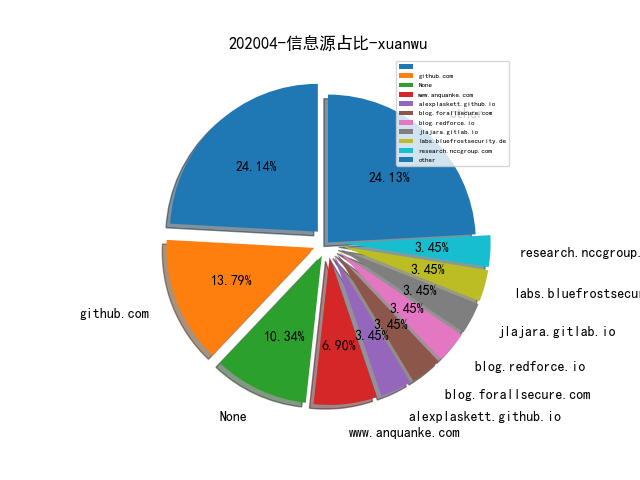 202004-信息源占比-xuanwu
github.com
None
www.anquanke.com
alexplaskett.github.io
blog.forallsecure.com
blog.redforce.io
jlajara.gitlab.io
labs.bluefrostsecurity.de
research.nccgroup.com
other
24.14%
24.13%
13.79%
10.34%
6.90%
3.45%
3.45%
3.45%
3.45%
3.45%
3.45%
github.com
None
www.anquanke.com
alexplaskett.github.io
blog.forallsecure.com
blog.redforce.io
jlajara.gitlab.io
labs.bluefrostsecu
research.nccgroup.